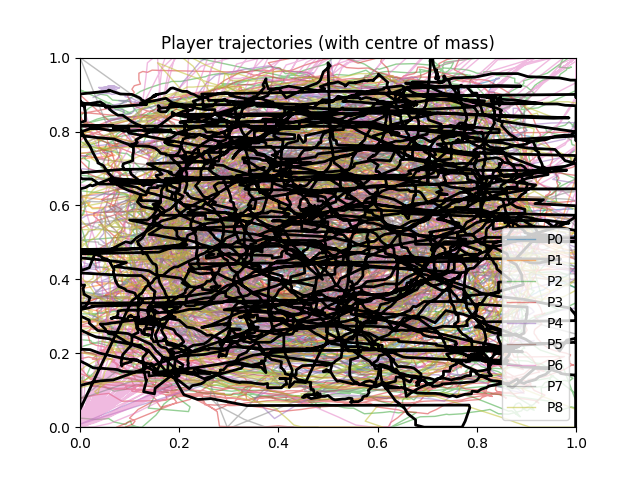 Player trajectories (with centre of mass)
1.0
0.8
0.6
0.4
0.2
0.0
0.0 0.2 0.4 0.6 0.8 1.0
P0
P1
P2
P3
P4
P5
P6
P7
P8